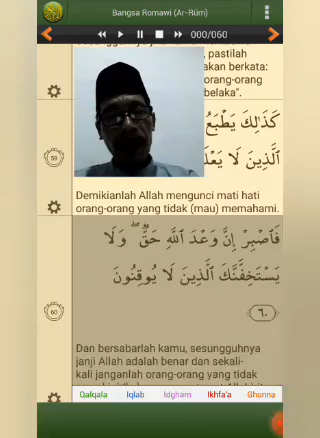 Bangsa Romawi (Ar-Rūm)
000/060
, pastilah
akan berkata:
orang-orang
belaka".
59
كَذَٰلِكَ يَطْبَعُ
ٱلَّذِينَ لَا
Demikianlah Allah mengunci mati hati
orang-orang yang tidak (mau) memahami.
فَٱصْبِرْ إِنَّ وَعْدَ ٱللَّهِ حَقٌّ ۖ وَلَا
يَسْتَخِفَّنَّكَ ٱلَّذِينَ لَا يُوقِنُونَ
٦٠
60
Dan bersabarlah kamu, sesungguhnya
janji Allah adalah benar dan sekali-
kali janganlah orang-orang yang tidak
Qalqala Iqlab Idgham Ikhfa'a Ghunna